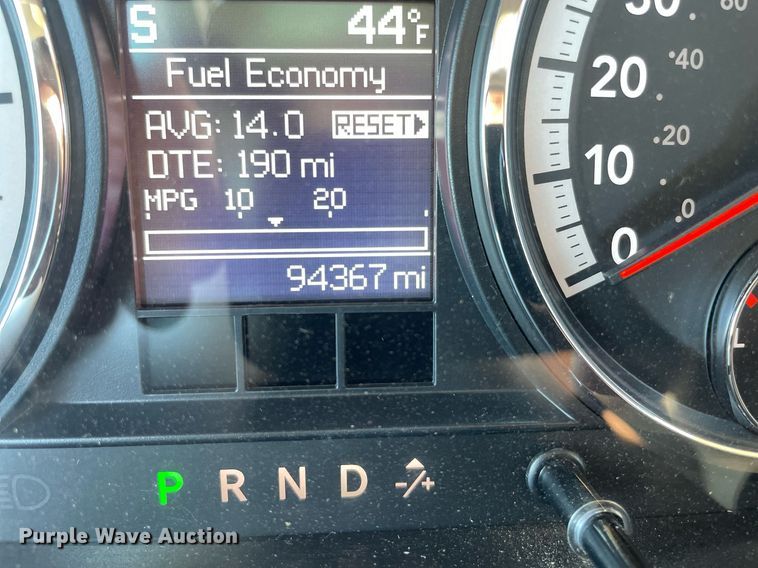 S 44°F
Fuel Economy
AVG: 14.0 RESET
DTE: 190 mi
MPG 10 20
94367 mi
20
40
10
20
0
0
P R N D -/+
Purple Wave Auction